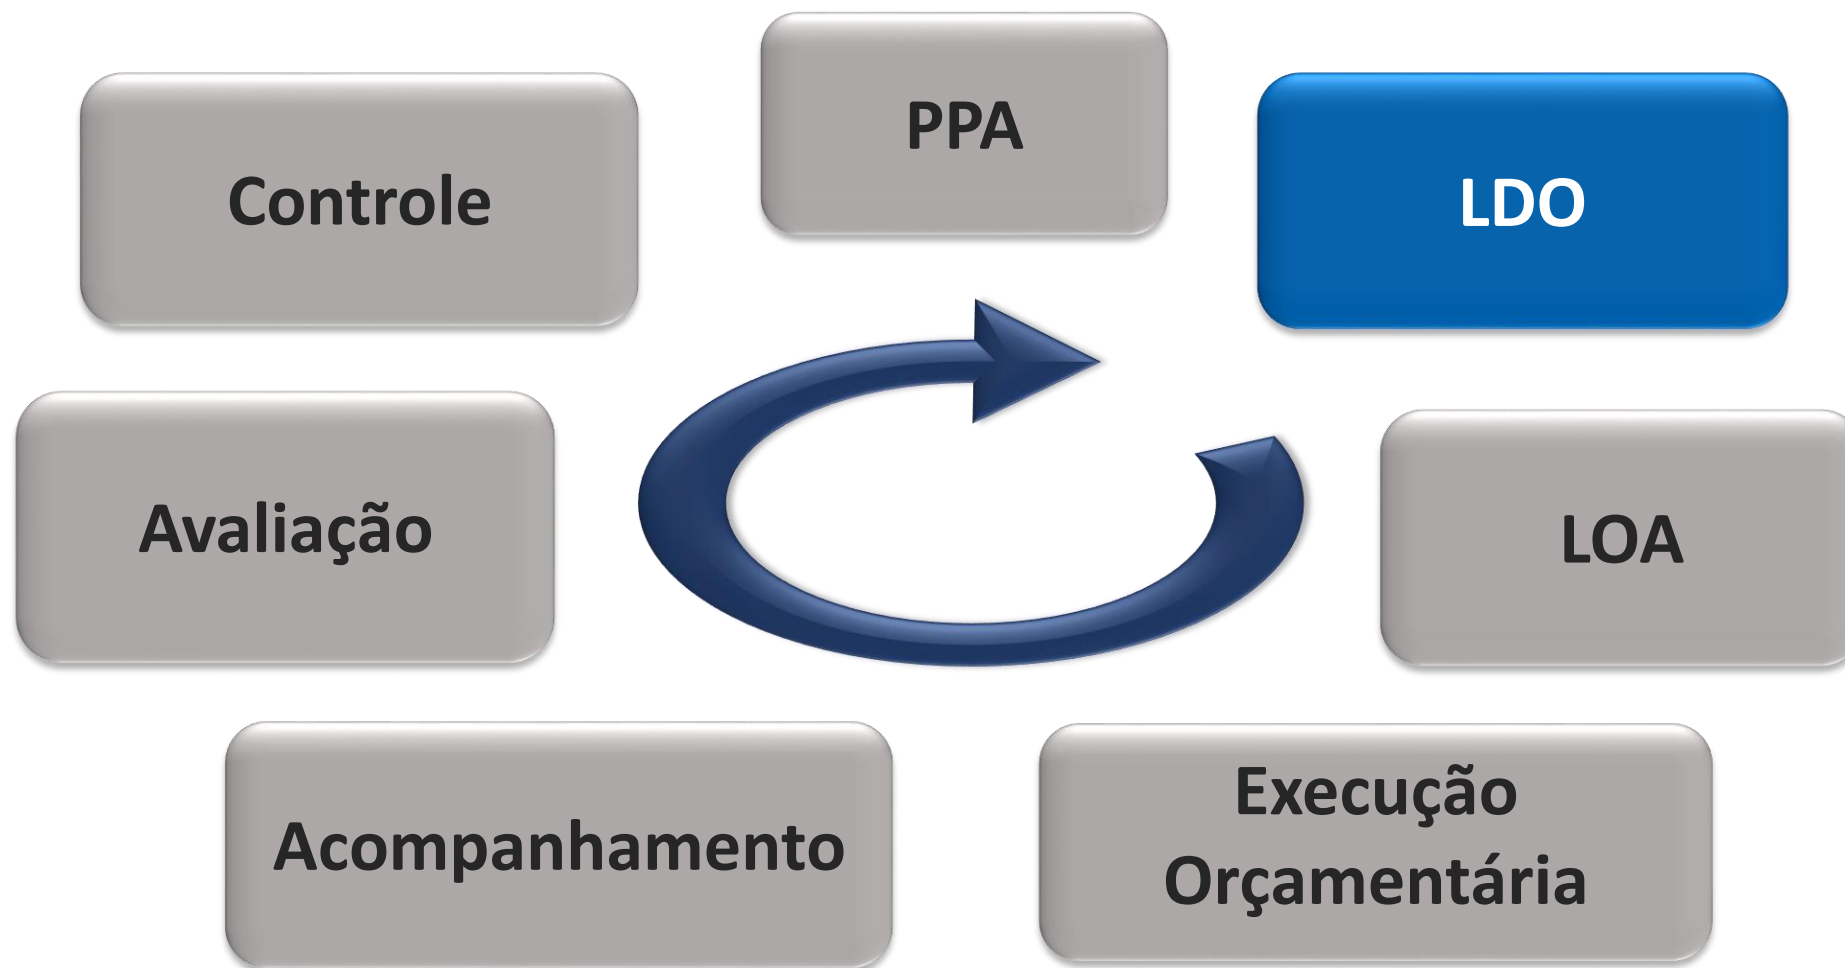 PPA
LDO
Controle
LOA
Avaliação
Execução
Orçamentária
Acompanhamento